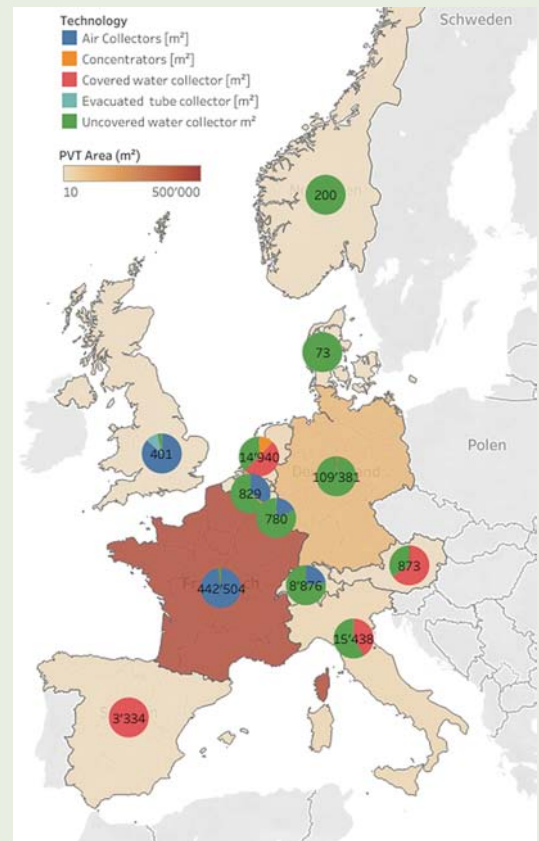 Technology
Air Collectors [m²]
Concentrators [m²]
Covered water collector [m²]
Evacuated tube collector [m²]
Uncovered water collector m²
PVT Area (m²)
10 500'000
Schweden
200
73
Polen
401
14'940
109'381
829
780
442'504
8'876
873
15'438
3'334